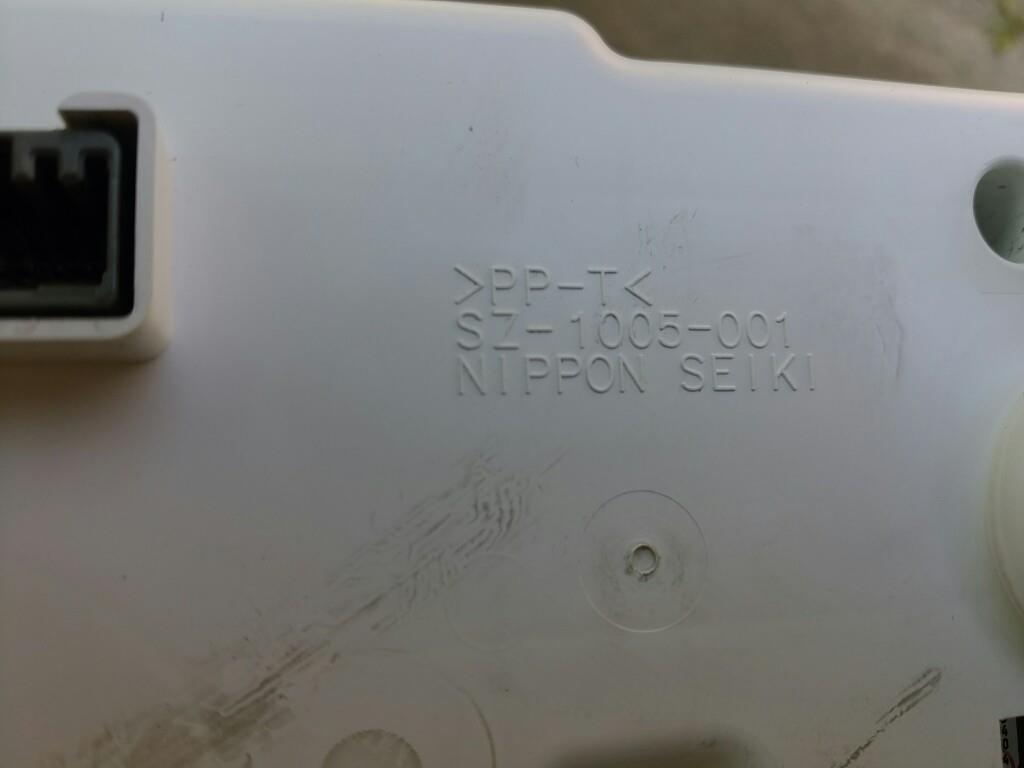 >PP-T<
SZ-1005-001
NIPPON SEIKI